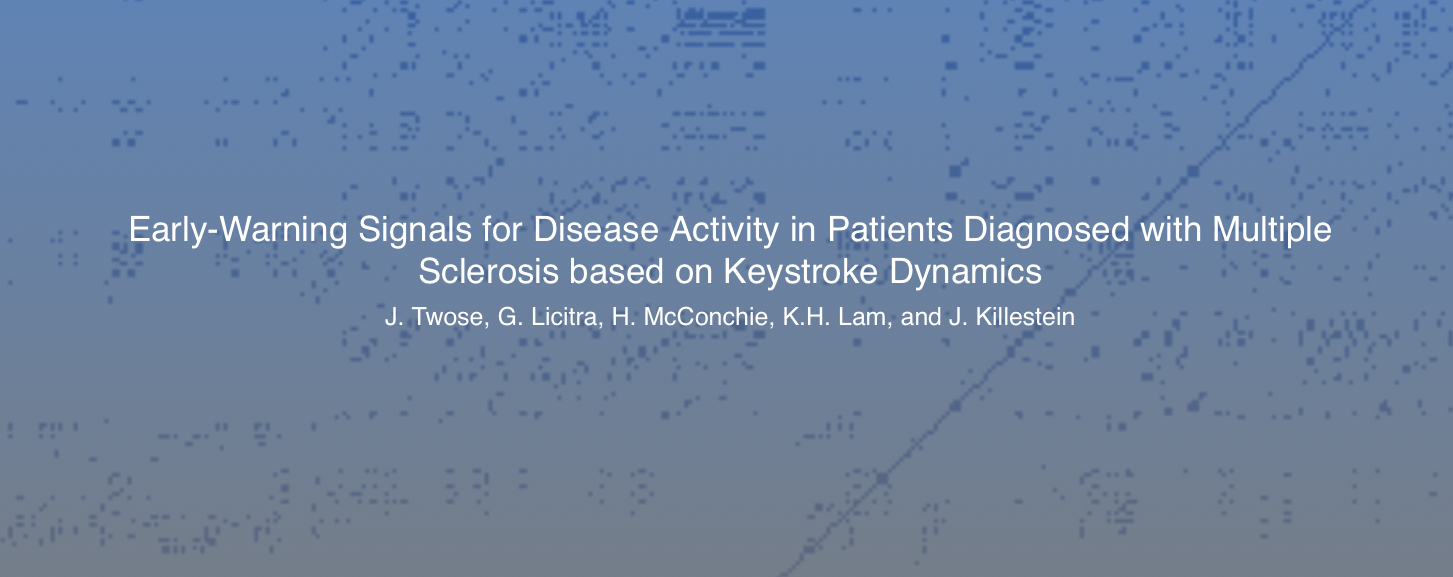 Early-Warning Signals for Disease Activity in Patients Diagnosed with Multiple
Sclerosis based on Keystroke Dynamics
J. Twose, G. Licitra, H. McConchie, K.H. Lam, and J. Killestein